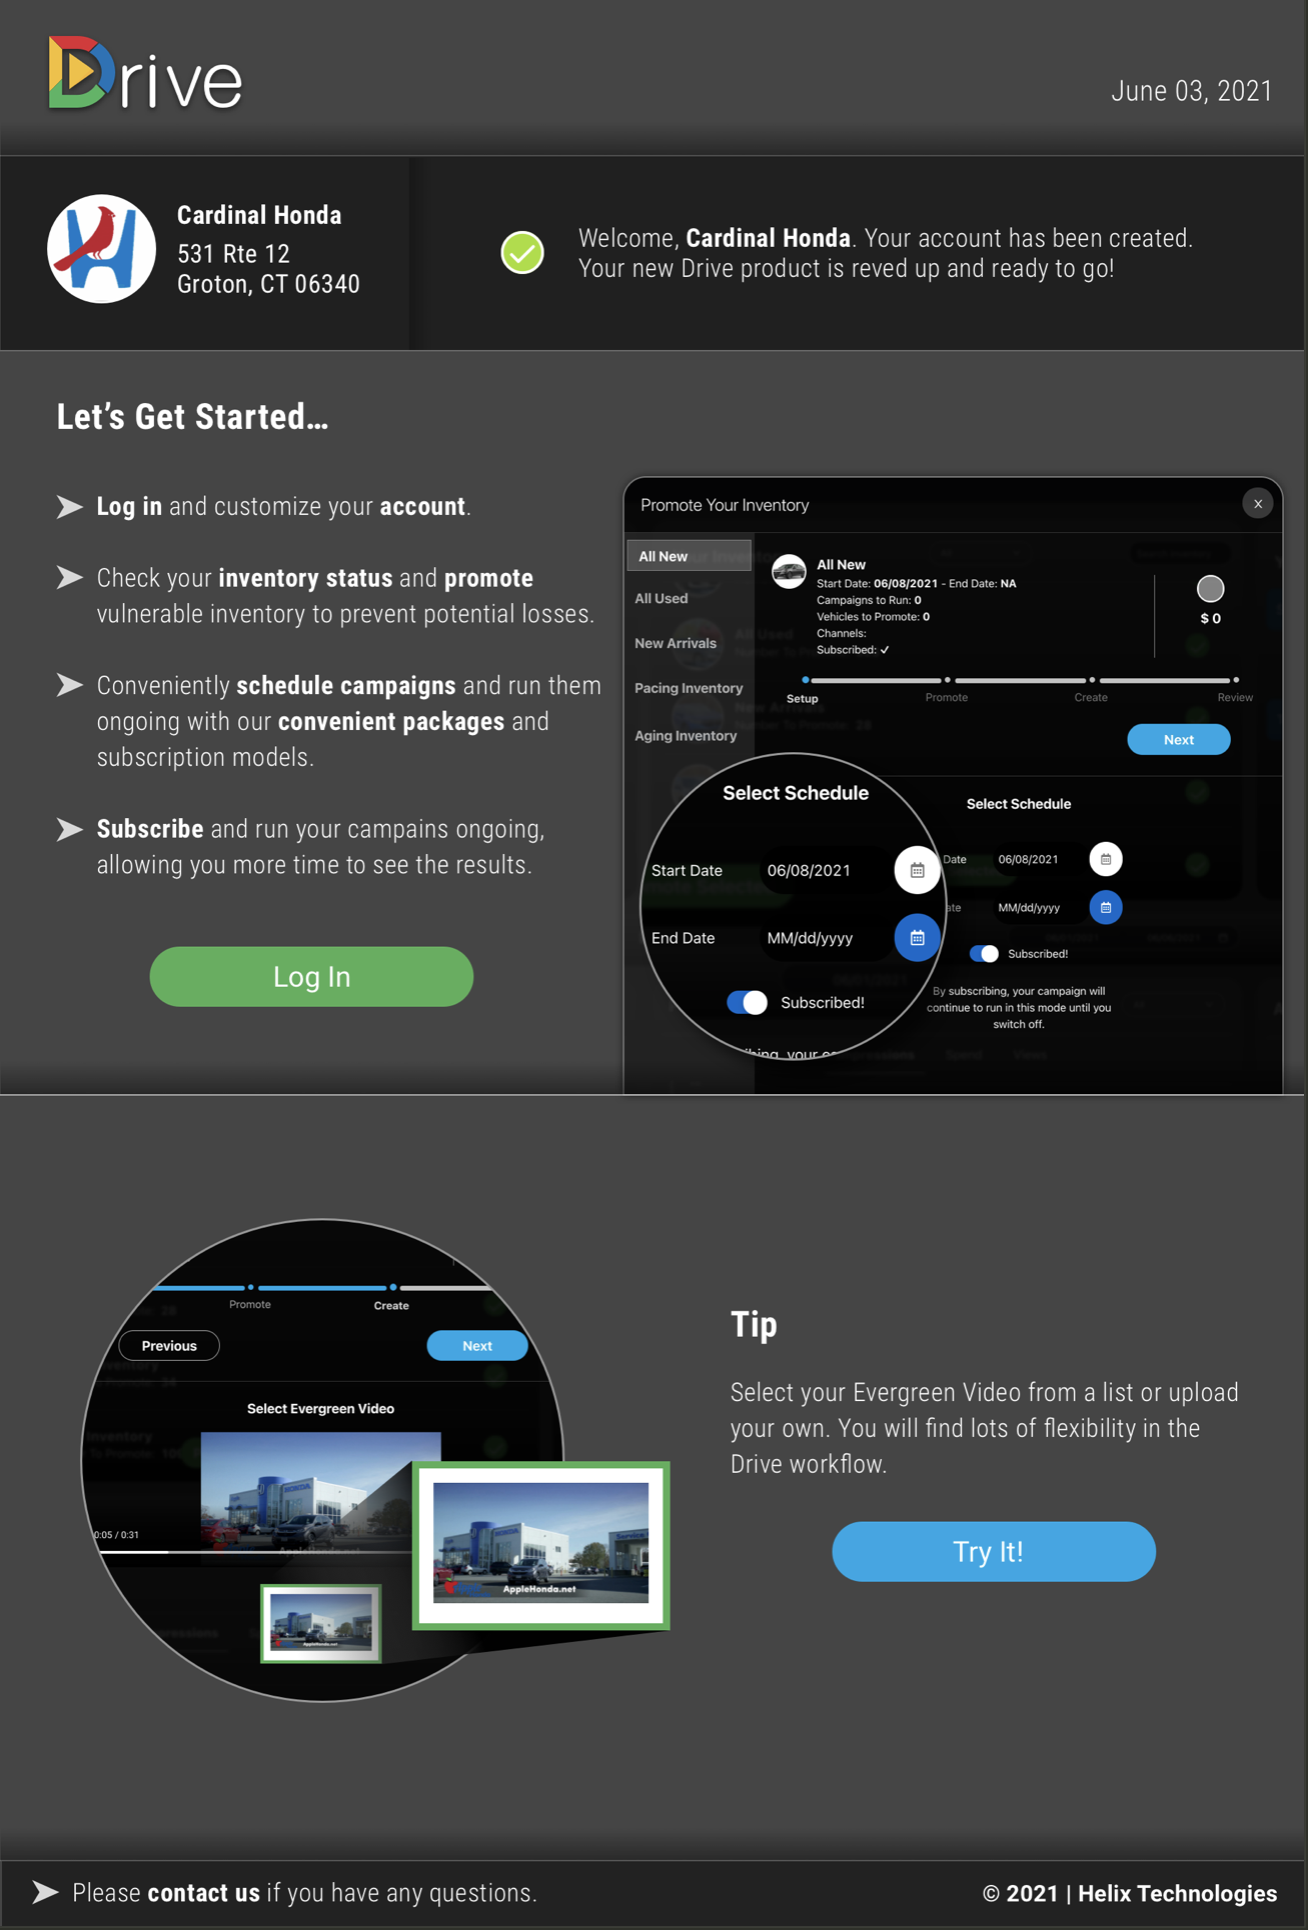 Drive
June 03, 2021
Cardinal Honda
531 Rte 12
Groton, CT 06340
Welcome, Cardinal Honda. Your account has been created.
Your new Drive product is reved up and ready to go!
Let's Get Started...
Log in and customize your account.
Check your inventory status and promote
vulnerable inventory to prevent potential losses.
Conveniently schedule campaigns and run them
ongoing with our convenient packages and
subscription models.
Subscribe and run your campains ongoing,
allowing you more time to see the results.
Log In
Promote Your Inventory
X
All New
All Used
New Arrivals
Pacing Inventory
Aging Inventory
All New
Start Date: 06/08/2021 - End Date: NA
Campaigns to Run: 0
Vehicles to Promote: 0
Channels:
Subscribed: ✓
$ 0
Setup
Promote
Create
Review
Next
Select Schedule
Start Date 06/08/2021
End Date MM/dd/yyyy
Subscribed!
Select Schedule
Date 06/08/2021
MM/dd/yyyy
Subscribed!
By subscribing, your campaign will
continue to run in this mode until you
switch off.
Promote
Create
Previous
Next
Select Evergreen Video
HONDA
0:05 / 0:31
AppleHonda.net
AppleHonda.net
AppleHonda.net
Tip
Select your Evergreen Video from a list or upload
your own. You will find lots of flexibility in the
Drive workflow.
Try It!
Please contact us if you have any questions.
© 2021 | Helix Technologies